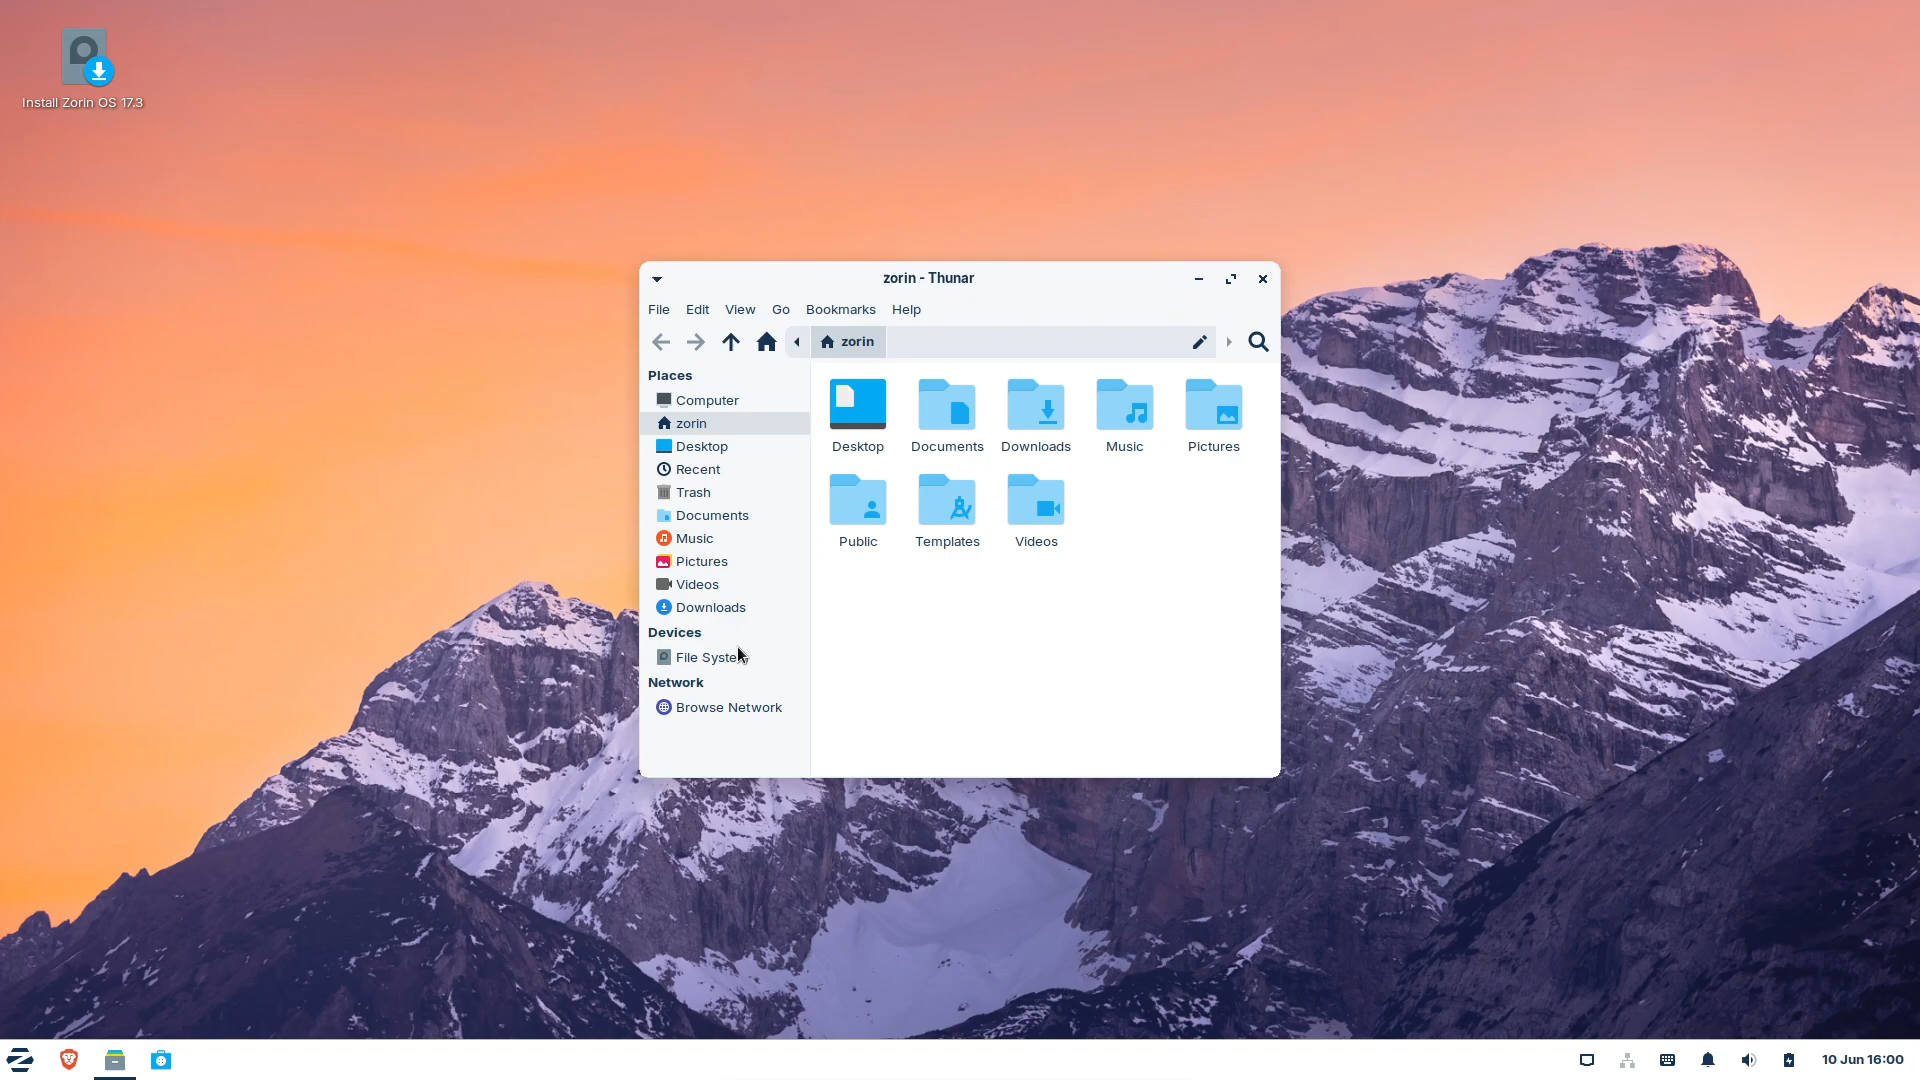 Install Zorin OS 17.3
zorin - Thunar
File Edit View Go Bookmarks Help
zorin
Places
Computer
zorin
Desktop
Recent
Trash
Documents
Music
Pictures
Videos
Downloads
Devices
File System
Network
Browse Network
Desktop Documents Downloads Music Pictures
Public Templates Videos
10 Jun 16:00